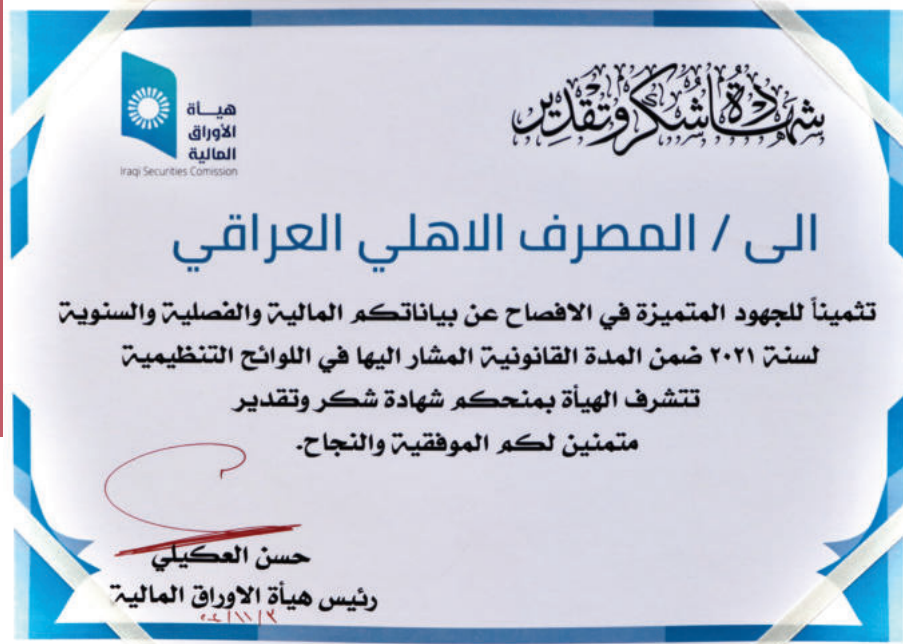 شهادة شكر وتقدير
هيـــأة
الأوراق
المالية
Iraqi Securities Comission
الى / المصرف الاهلي العراقي
تثميناً للجهود المتميزة في الافصاح عن بياناتكم المالية والفصلية والسنوية
لسنة ٢٠٢١ ضمن المدة القانونية المشار اليها في اللوائح التنظيمية
تتشرف الهيأة بمنحكم شهادة شكر وتقدير
متمنين لكم الموفقية والنجاح.
حسن العكيلي
رئيس هيأة الاوراق المالية